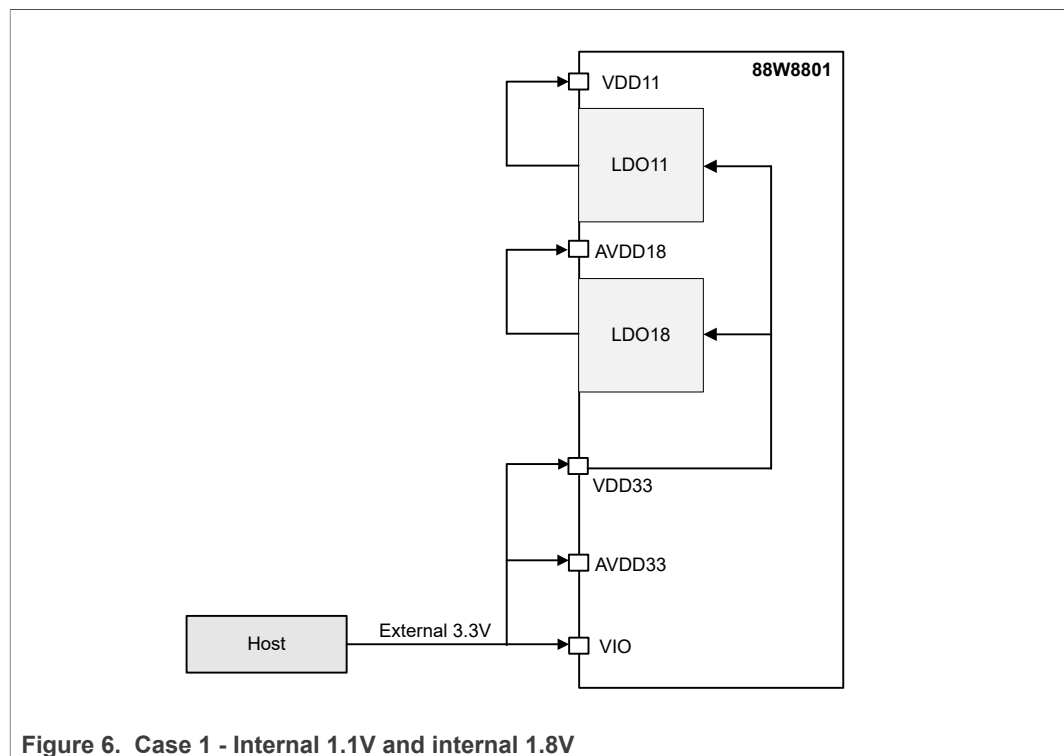 88W8801
VDD11
LDO11
AVDD18
LDO18
VDD33
AVDD33
Host
External 3.3V
VIO
Figure 6. Case 1 - Internal 1.1V and internal 1.8V